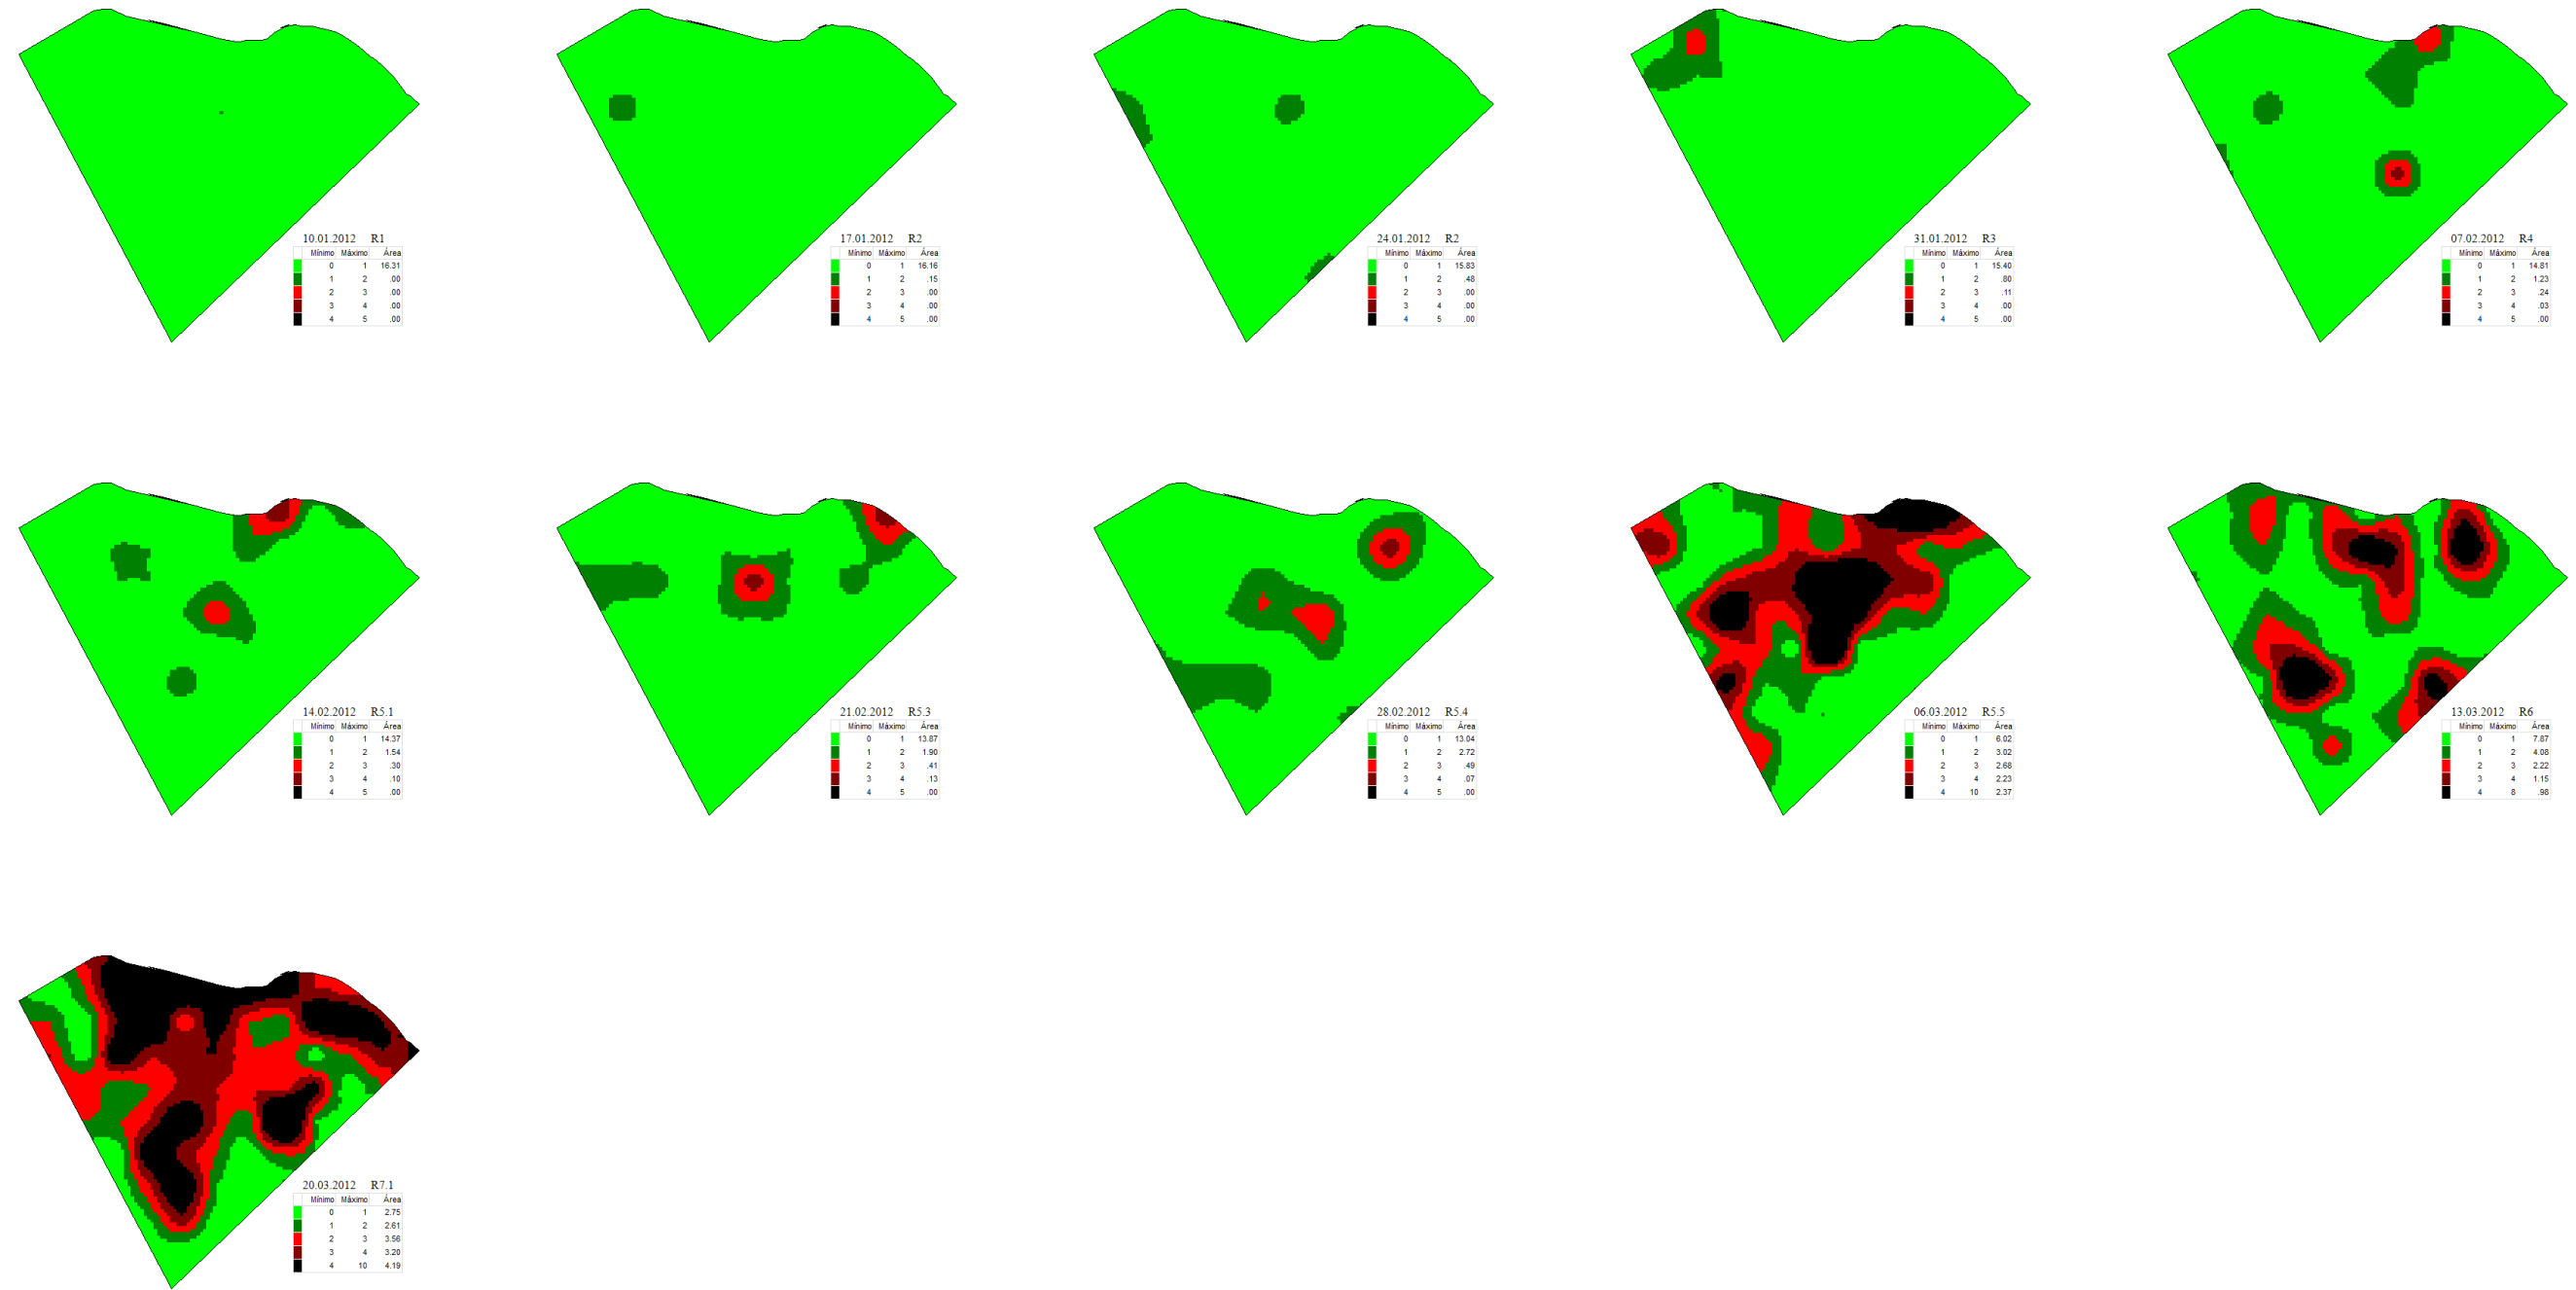 10.01.2012 R1
Mínimo Máximo Área
0 1 16.31
1 2 .00
2 3 .00
3 4 .00
4 5 .00
17.01.2012 R2
Mínimo Máximo Área
0 1 16.16
1 2 .15
2 3 .00
3 4 .00
4 5 .00
24.01.2012 R2
Mínimo Máximo Área
0 1 15.83
1 2 .48
2 3 .00
3 4 .00
4 5 .00
31.01.2012 R3
Mínimo Máximo Área
0 1 15.40
1 2 .80
2 3 .11
3 4 .00
4 5 .00
07.02.2012 R4
Mínimo Máximo Área
0 1 14.81
1 2 1.23
2 3 .24
3 4 .03
4 5 .00
14.02.2012 R5.1
Mínimo Máximo Área
0 1 14.37
1 2 1.54
2 3 .30
3 4 .10
4 5 .00
21.02.2012 R5.3
Mínimo Máximo Área
0 1 13.87
1 2 1.90
2 3 .41
3 4 .13
4 5 .00
28.02.2012 R5.4
Mínimo Máximo Área
0 1 13.04
1 2 2.72
2 3 .49
3 4 .07
4 5 .00
06.03.2012 R5.5
Mínimo Máximo Área
0 1 6.02
1 2 3.02
2 3 2.68
3 4 2.23
4 10 2.37
13.03.2012 R6
Mínimo Máximo Área
0 1 7.87
1 2 4.08
2 3 2.22
3 4 1.15
4 8 .98
20.03.2012 R7.1
Mínimo Máximo Área
0 1 2.75
1 2 2.61
2 3 3.56
3 4 3.20
4 10 4.19